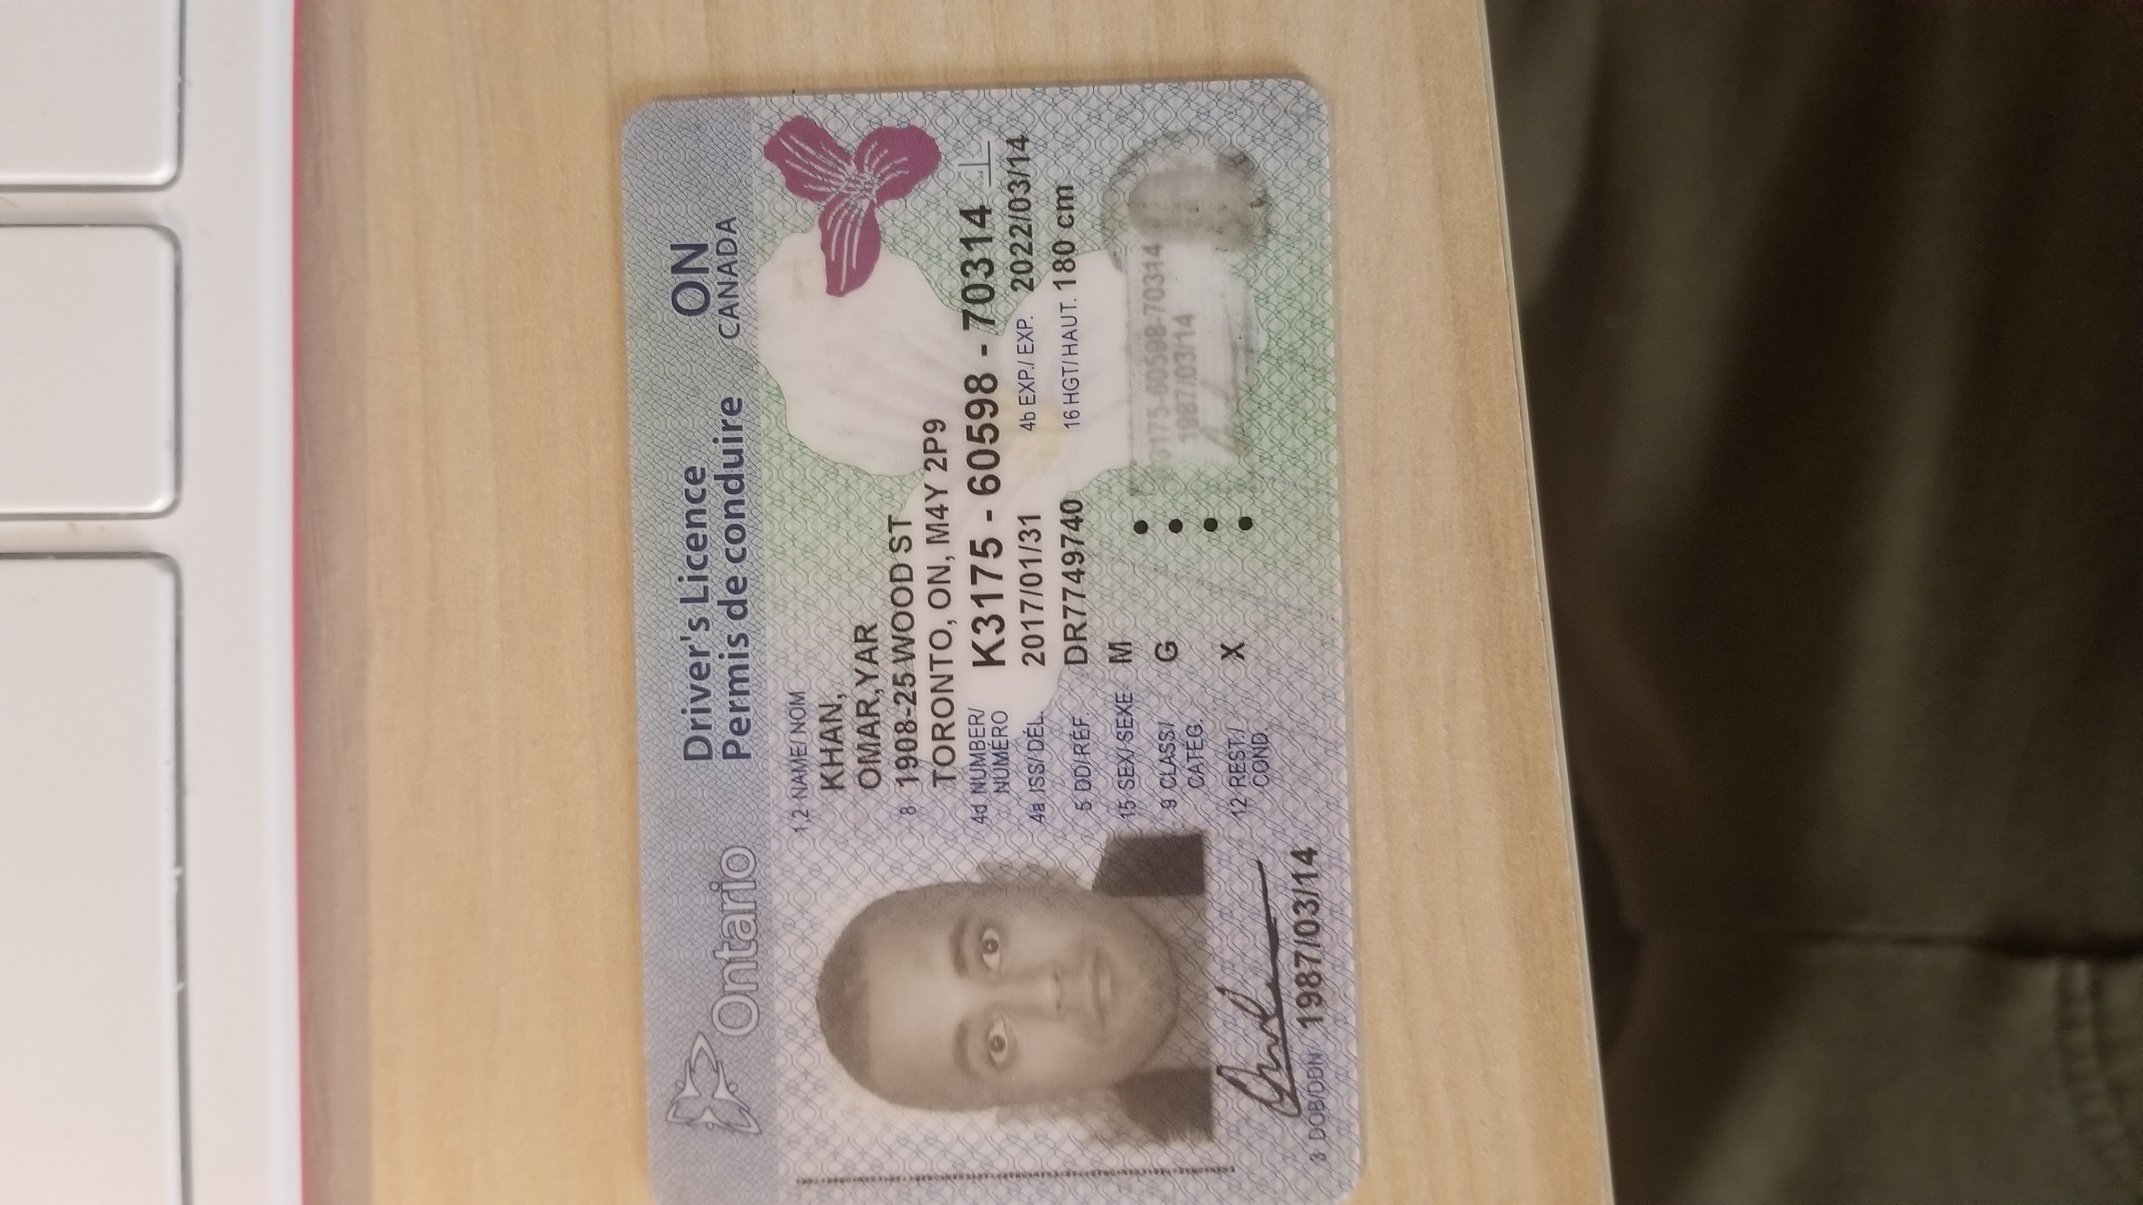 Ontario
Driver's Licence
Permis de conduire
ON
CANADA
1,2 NAME/ NOM
KHAN,
OMAR,YAR
8 1908-25 WOOD ST
TORONTO, ON, M4Y 2P9
4d NUMBER/ NUMÉRO K3175 - 60598 - 70314
4a ISS/ DÉL. 2017/01/31 4b EXP./ EXP. 2022/03/14
5 DD/RÉF. DR7749740 16 HGT/ HAUT. 180 cm
15 SEX/ SEXE M
9 CLASS/ CATÉG. G
12 REST./ COND. X
3175-60598-70314
1987/03/14
3 DOB/DDN 1987/03/14